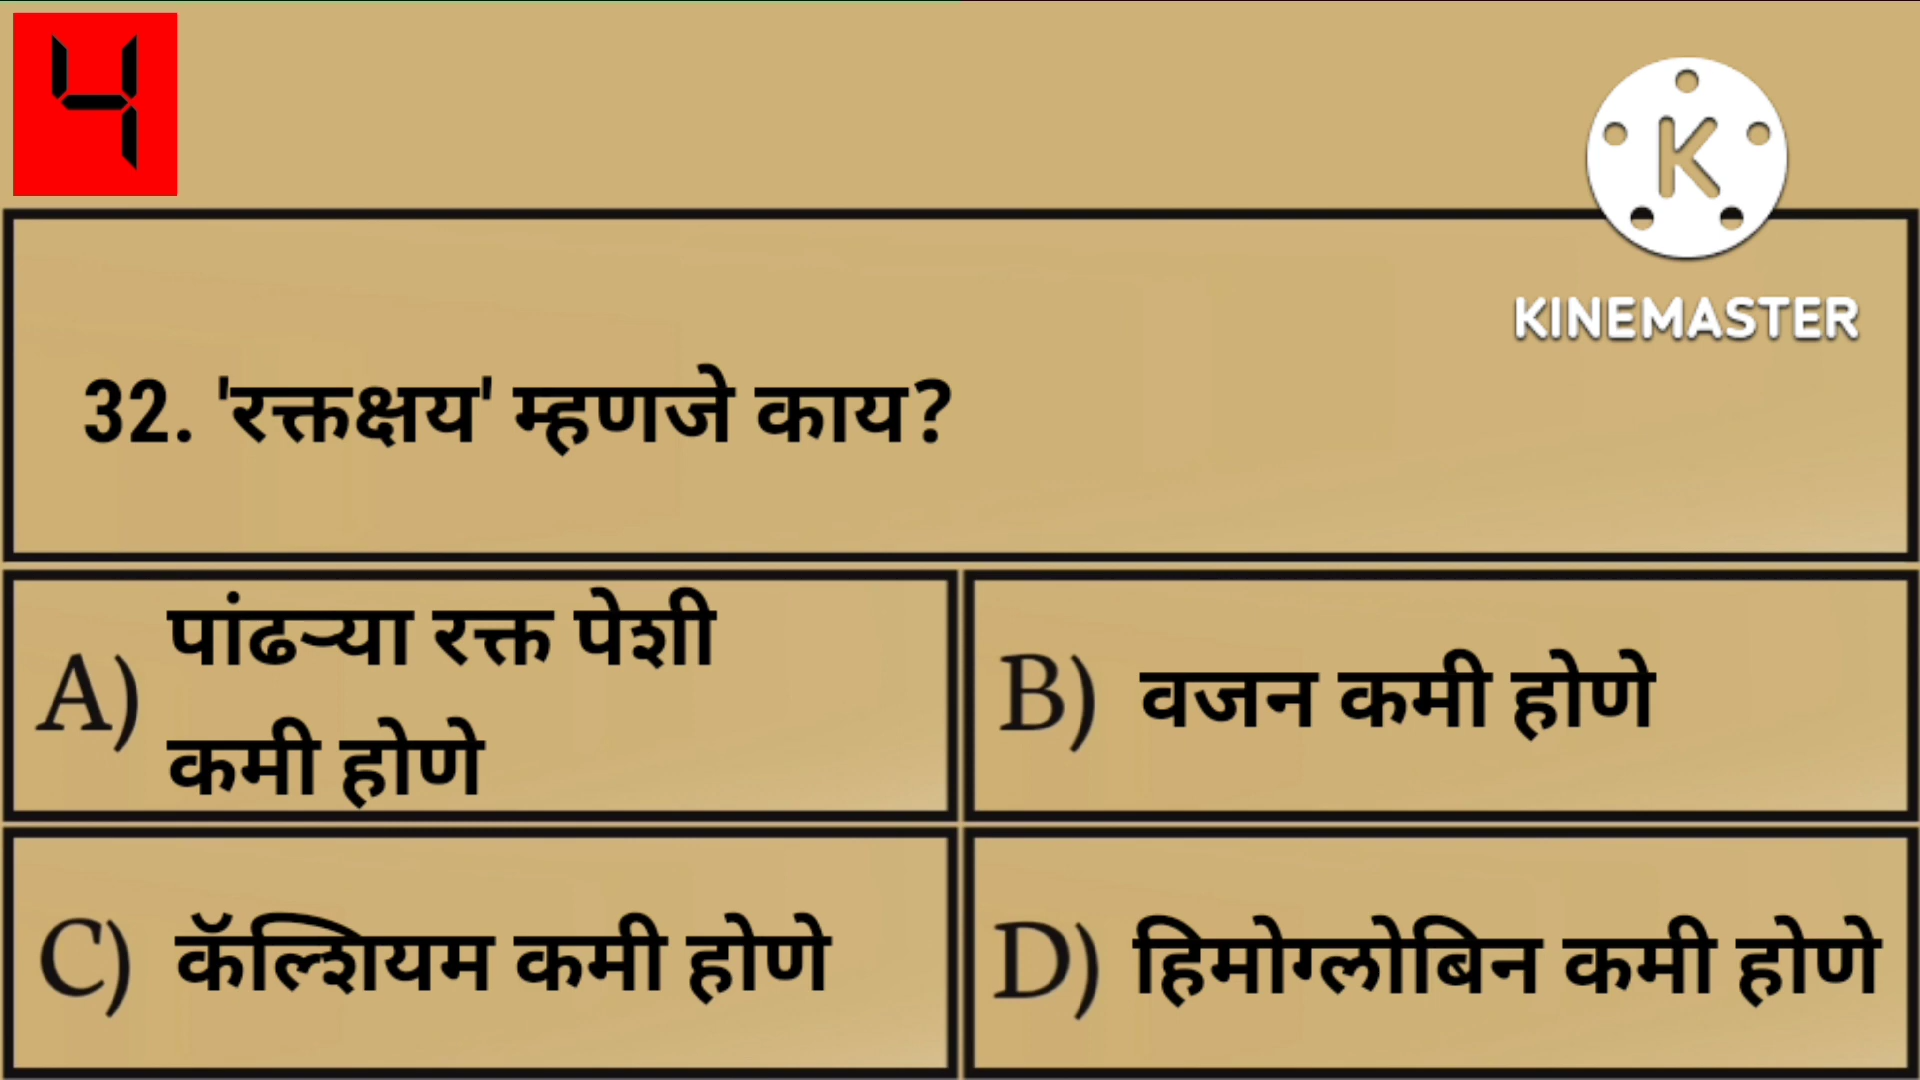 4
KINEMASTER
32. 'रक्तक्षय' म्हणजे काय?
A) पांढऱ्या रक्त पेशी
कमी होणे
B) वजन कमी होणे
C) कॅल्शियम कमी होणे
D) हिमोग्लोबिन कमी होणे